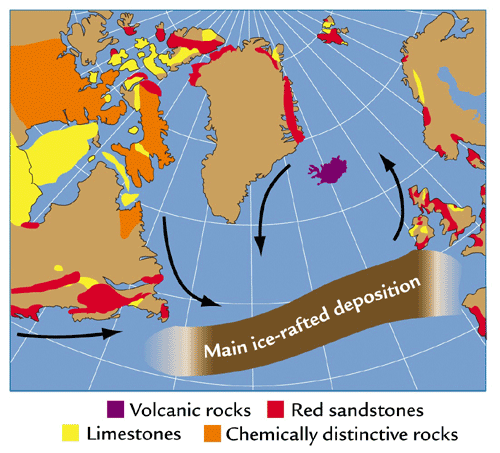 Main ice-rafted deposition
Volcanic rocks Red sandstones
Limestones Chemically distinctive rocks